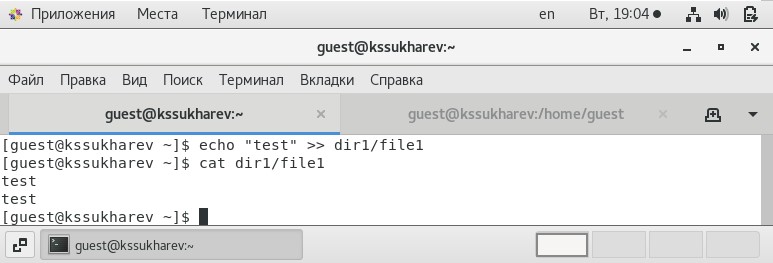 Приложения Места Терминал en Вт, 19:04
guest@kssukharev:~
Файл Правка Вид Поиск Терминал Вкладки Справка
guest@kssukharev:~ guest@kssukharev:/home/guest
[guest@kssukharev ~]$ echo "test" >> dir1/file1
[guest@kssukharev ~]$ cat dir1/file1
test
test
[guest@kssukharev ~]$
guest@kssukharev:~